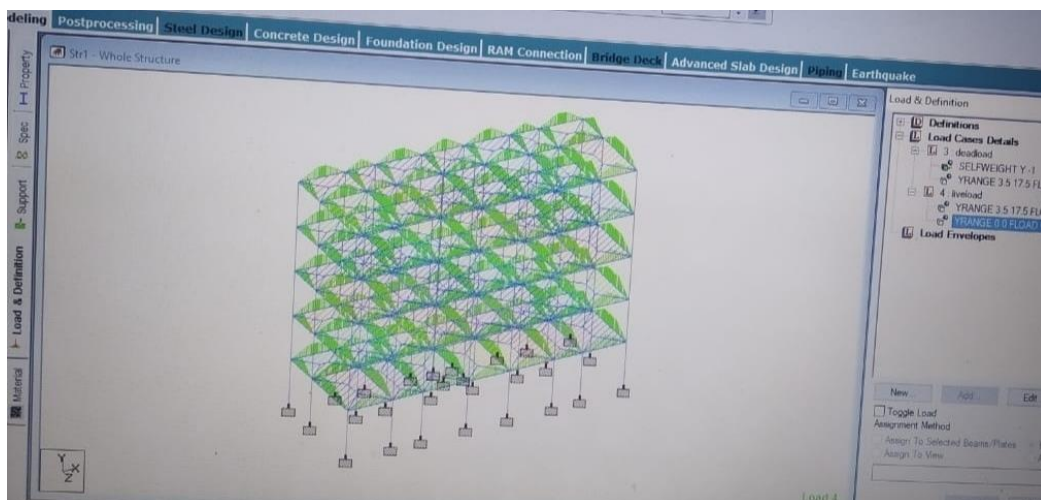 deling Postprocessing Steel Design Concrete Design Foundation Design RAM Connection Bridge Deck Advanced Slab Design Piping Earthquake
Str1 - Whole Structure
Property
Spec
Support
Load & Definition
Material
Load & Definition
Definitions
Load Cases Details
3 : deadload
SELFWEIGHT Y -1
YRANGE 3.5 17.5 FL
4 : liveload
YRANGE 3.5 17.5 FL
YRANGE 0 0 FLOAD
Load Envelopes
New...
Add...
Edit
Toggle Load
Assignment Method
Assign To Selected Beams/Plates
Assign To View
Y
X
Z
Load 4